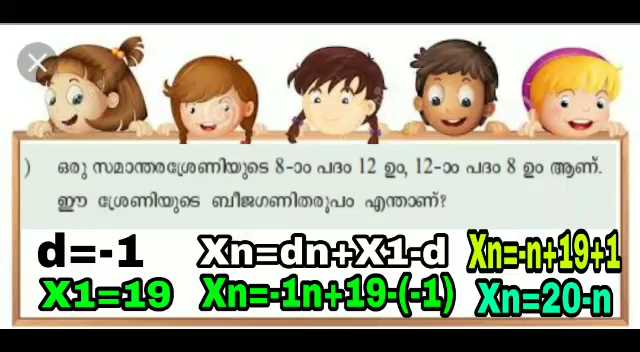 ) ഒരു സമാന്തരശ്രേണിയുടെ 8-ാം പദം 12 ഉം, 12-ാം പദം 8 ഉം ആണ്.
ഈ ശ്രേണിയുടെ ബീജഗണിതരൂപം എന്താണ്?
d=-1 Xn=dn+X1-d Xn=-n+19+1
X1=19 Xn=-1n+19-(-1) Xn=20-n